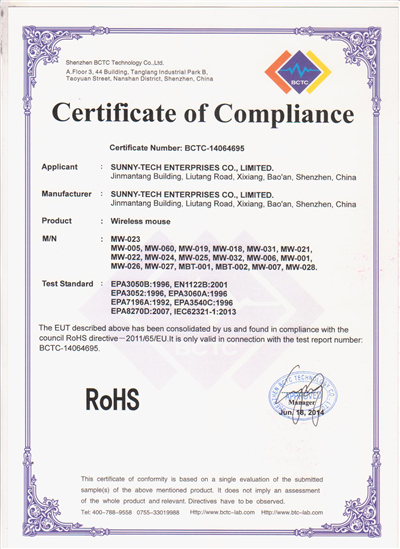 Shenzhen BCTC Technology Co.,Ltd.
A.Floor 3, 44 Building, Tanglang Industrial Park B,
Taoyuan Street, Nanshan District, Shenzhen, China
BCTC
Certificate of Compliance
Certificate Number: BCTC-14064695
Applicant : SUNNY-TECH ENTERPRISES CO., LIMITED.
Jinmantang Building, Liutang Road, Xixiang, Bao'an, Shenzhen, China
Manufacturer : SUNNY-TECH ENTERPRISES CO., LIMITED.
Jinmantang Building, Liutang Road, Xixiang, Bao'an, Shenzhen, China
Product : Wireless mouse
M/N : MW-023
MW-005, MW-060, MW-019, MW-018, MW-031, MW-021,
MW-022, MW-024, MW-025, MW-032, MW-006, MW-001,
MW-026, MW-027, MBT-001, MBT-002, MW-007, MW-028.
Test Standard : EPA3050B:1996, EN1122B:2001
EPA3052:1996, EPA3060A:1996
EPA7196A:1992, EPA3540C:1996
EPA8270D:2007, IEC62321-1:2013
The EUT described above has been consolidated by us and found in compliance with the
council RoHS directive—2011/65/EU.It is only valid in connection with the test report number:
BCTC-14064695.
RoHS
SHENZHEN BCTC TECHNOLOGY CO.,LTD
APPROVED
Manager
Jun, 18, 2014
This certificate of conformity is based on a single evaluation of the submitted
sample(s) of the above mentioned product. It does not imply an assessment
of the whole product and relevant. Directives have to be observed.
Tel: 400-788-9558 0755-33019988 Http://www.bctc-lab.com Http://www.btc-lab.com